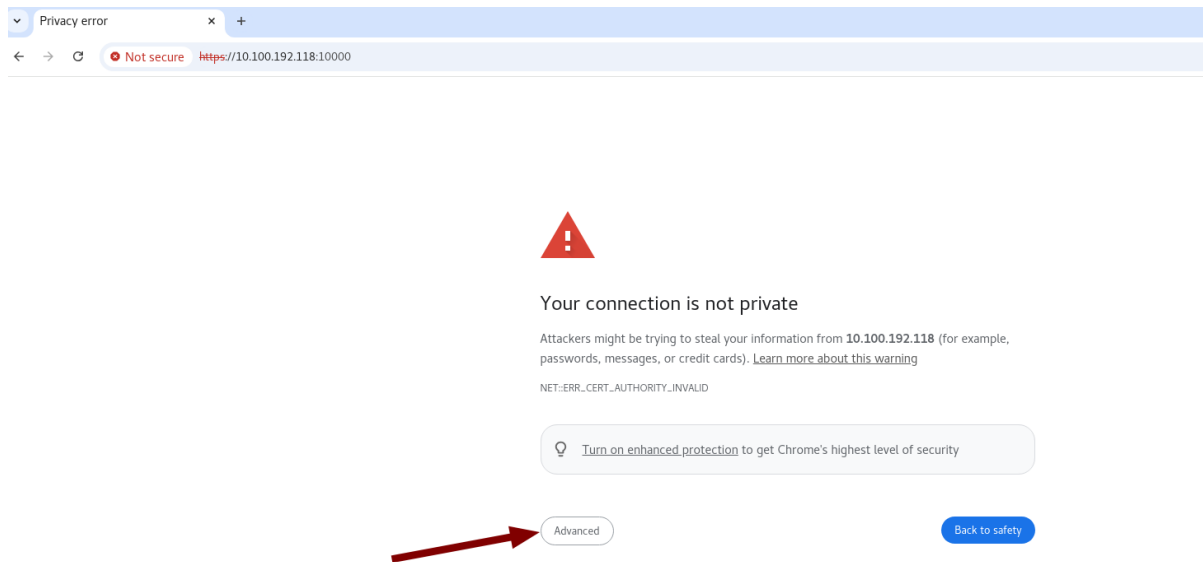 Privacy error
Not secure https://10.100.192.118:10000
Your connection is not private
Attackers might be trying to steal your information from 10.100.192.118 (for example,
passwords, messages, or credit cards). Learn more about this warning
NET::ERR_CERT_AUTHORITY_INVALID
Turn on enhanced protection to get Chrome's highest level of security
Advanced
Back to safety